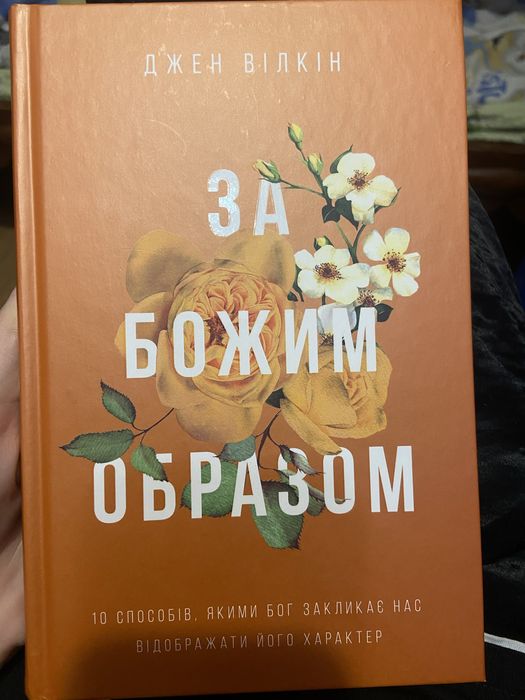 ДЖЕН ВІЛКІН
ЗА
БОЖИМ
ОБРАЗОМ
10 СПОСОБІВ, ЯКИМИ БОГ ЗАКЛИКАЄ НАС
ВІДОБРАЖАТИ ЙОГО ХАРАКТЕР